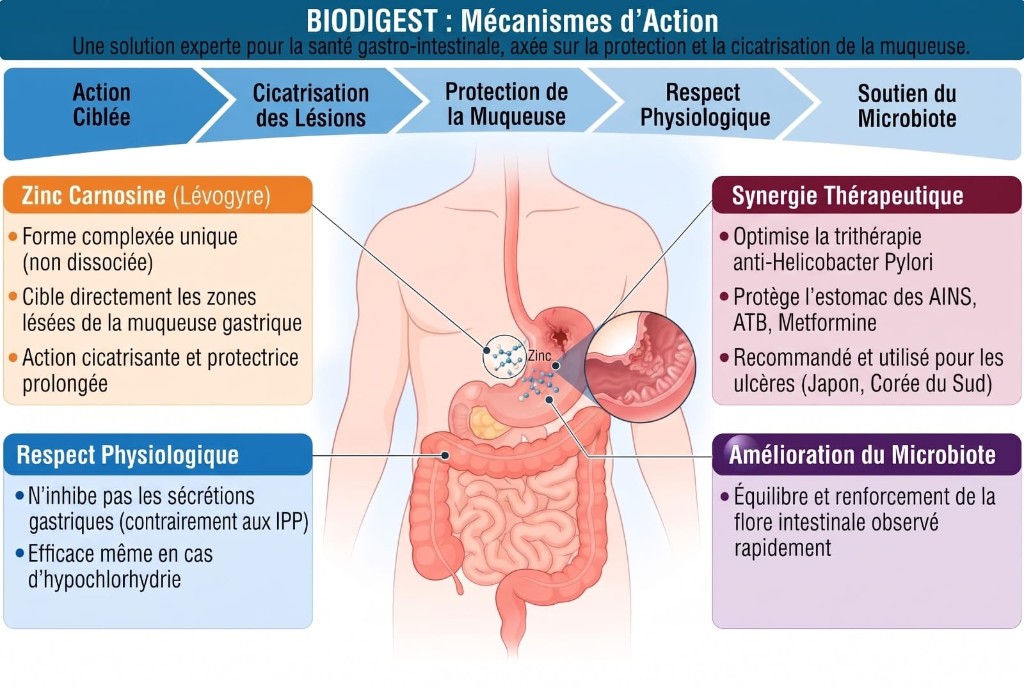 BIODIGEST : Mécanismes d’Action
Une solution experte pour la santé gastro-intestinale, axée sur la protection et la cicatrisation de la muqueuse.
Action
Ciblée
Cicatrisation
des Lésions
Protection de
la Muqueuse
Respect
Physiologique
Soutien du
Microbiote
Zinc Carnosine (Lévogyre)
• Forme complexée unique
(non dissociée)
• Cible directement les zones
lésées de la muqueuse gastrique
• Action cicatrisante et protectrice
prolongée
Synergie Thérapeutique
• Optimise la trithérapie
anti-Helicobacter Pylori
• Protège l’estomac des AINS,
ATB, Metformine
• Recommandé et utilisé pour les
ulcères (Japon, Corée du Sud)
Zinc
Respect Physiologique
• N’inhibe pas les sécrétions
gastriques (contrairement aux IPP)
• Efficace même en cas
d’hypochlorhydrie
Amélioration du Microbiote
• Équilibre et renforcement de la
flore intestinale observé
rapidement